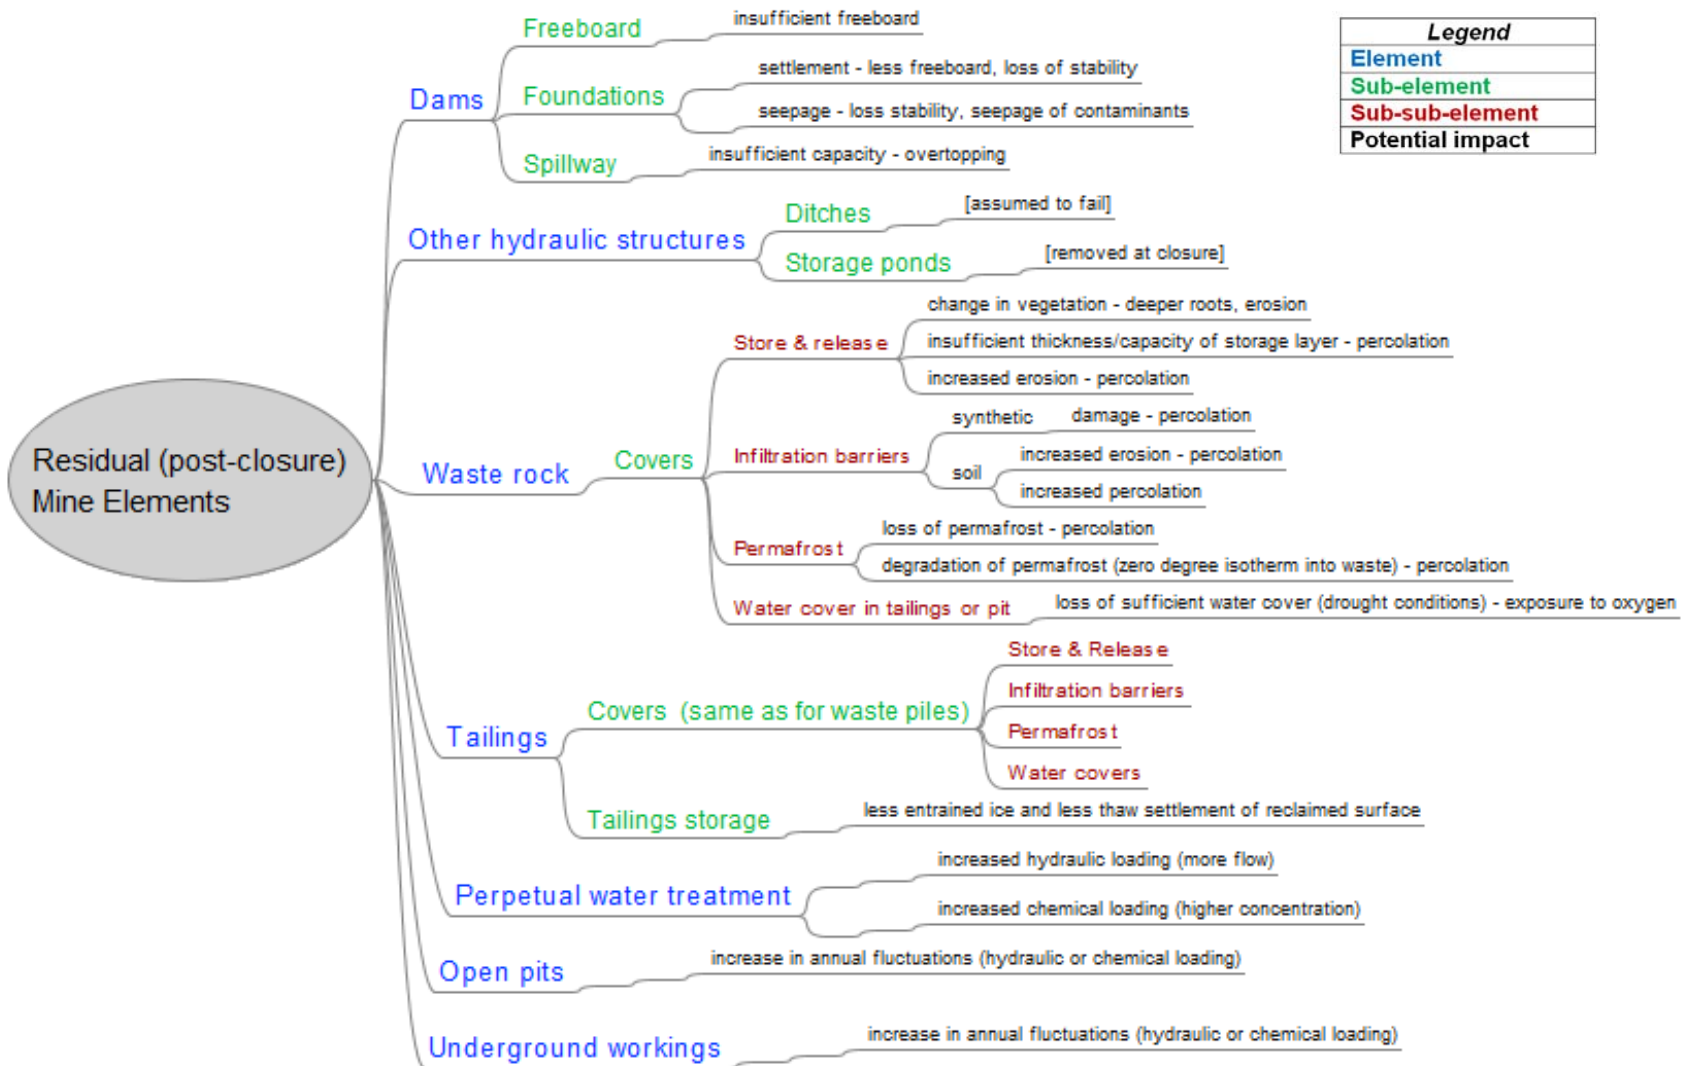 Legend
Element
Sub-element
Sub-sub-element
Potential impact
Residual (post-closure)
Mine Elements
Dams
Freeboard
insufficient freeboard
Foundations
settlement - less freeboard, loss of stability
seepage - loss stability, seepage of contaminants
Spillway
insufficient capacity - overtopping
Other hydraulic structures
Ditches
[assumed to fail]
Storage ponds
[removed at closure]
Waste rock
Covers
Store & release
change in vegetation - deeper roots, erosion
insufficient thickness/capacity of storage layer - percolation
increased erosion - percolation
Infiltration barriers
synthetic
damage - percolation
soil
increased erosion - percolation
increased percolation
Permafrost
loss of permafrost - percolation
degradation of permafrost (zero degree isotherm into waste) - percolation
Water cover in tailings or pit
loss of sufficient water cover (drought conditions) - exposure to oxygen
Tailings
Covers (same as for waste piles)
Store & Release
Infiltration barriers
Permafrost
Water covers
Tailings storage
less entrained ice and less thaw settlement of reclaimed surface
Perpetual water treatment
increased hydraulic loading (more flow)
increased chemical loading (higher concentration)
Open pits
increase in annual fluctuations (hydraulic or chemical loading)
Underground workings
increase in annual fluctuations (hydraulic or chemical loading)